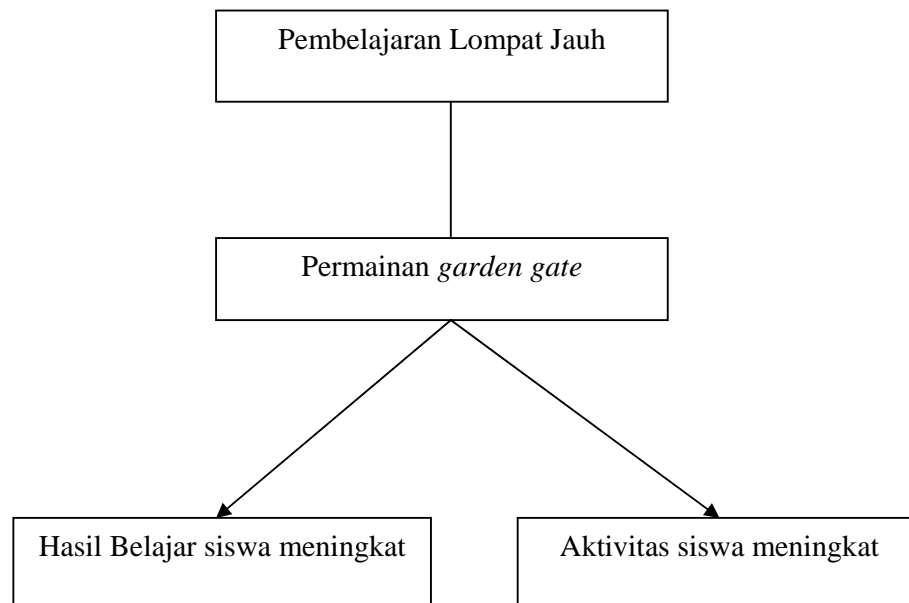 Pembelajaran Lompat Jauh
Permainan garden gate
Hasil Belajar siswa meningkat
Aktivitas siswa meningkat